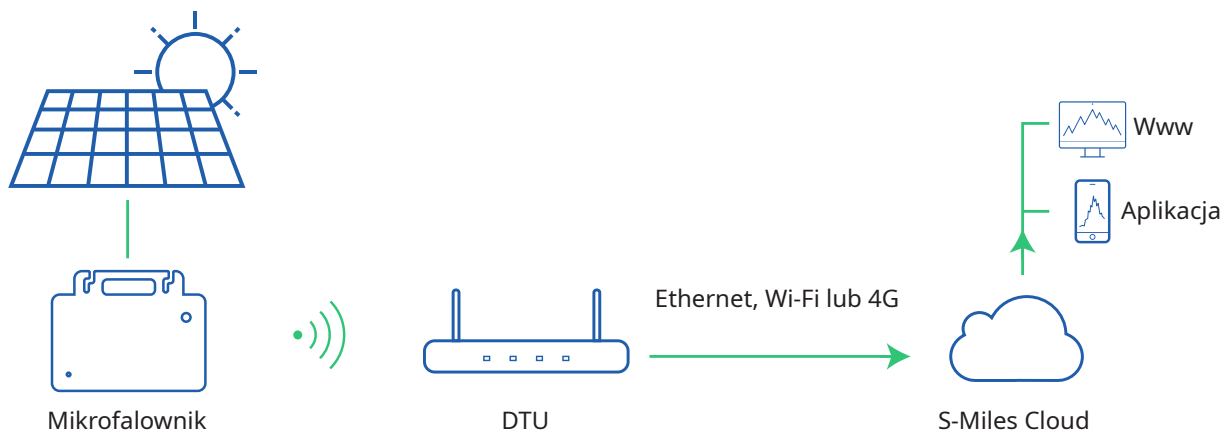 Www
Aplikacja
Ethernet, Wi-Fi lub 4G
Mikrofalownik
DTU
S-Miles Cloud